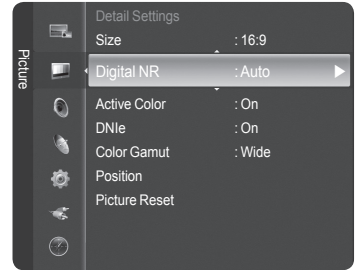 Picture
Detail Settings
Size : 16:9
Digital NR : Auto
Active Color : On
DNIe : On
Color Gamut : Wide
Position
Picture Reset